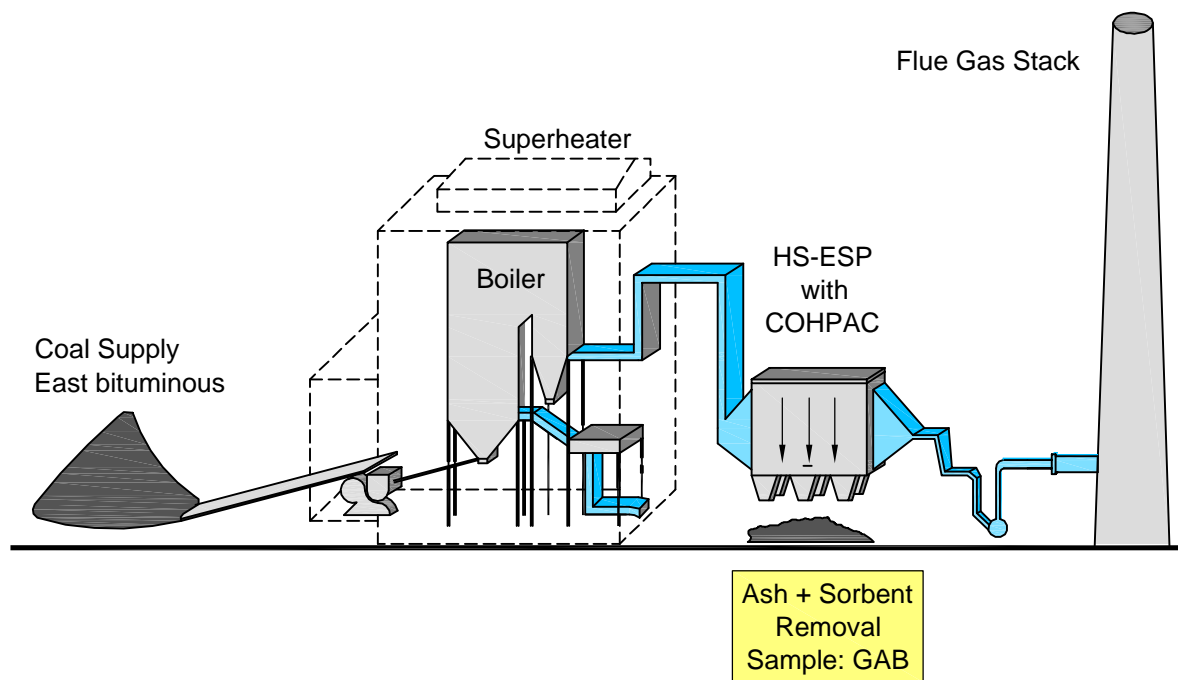 Flue Gas Stack
Superheater
Boiler
HS-ESP
with
COHPAC
Coal Supply
East bituminous
Ash + Sorbent
Removal
Sample: GAB